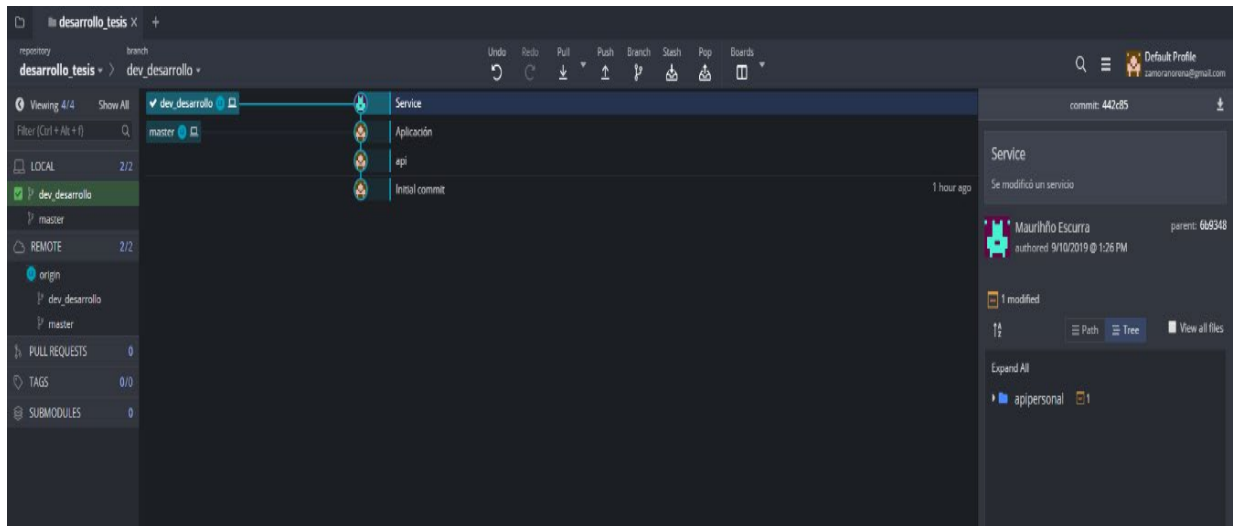 desarrollo_tesis × +
repository branch
desarrollo_tesis dev_desarrollo
Undo Redo Pull Push Branch Stash Pop Boards
Default Profile
zamoranorena@gmail.com
Viewing 4/4 Show All
Filter (Ctrl + Alt + f)
LOCAL 2/2
dev_desarrollo
master
REMOTE 2/2
origin
dev_desarrollo
master
PULL REQUESTS 0
TAGS 0/0
SUBMODULES 0
dev_desarrollo Service
master Aplicación
api
Initial commit 1 hour ago
commit: 442c85
Service
Se modificó un servicio
Maurihño Escurra parent: 6b9348
authored 9/10/2019 @ 1:26 PM
1 modified
Path Tree View all files
Expand All
apipersonal 1